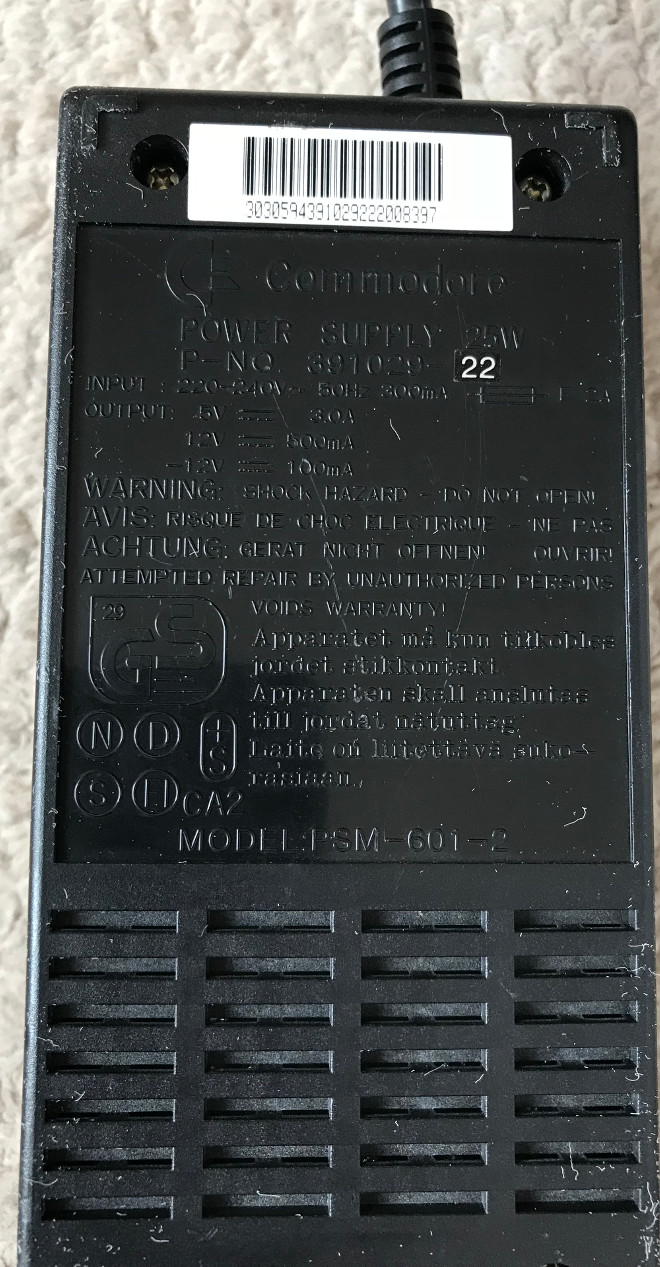 3030594391029222008397
Commodore
POWER SUPPLY 25W
P-NO. 391029- 22
INPUT : 220-240V~ 50Hz 300mA F 2A
OUTPUT: 5V 3.0A
12V 500mA
-12V 100mA
WARNING: SHOCK HAZARD - DO NOT OPEN!
AVIS: RISQUE DE CHOC ELECTRIQUE - NE PAS
ACHTUNG: GERAT NICHT OFFNEN! OUVRIR!
ATTEMPTED REPAIR BY UNAUTHORIZED PERSONS
VOIDS WARRANTY!
29
GS
Apparatet må kun tilkobles
jordet stikkontakt
Apparaten skall anslutas
till jordat nätuttag
Laite on liitettävä suko-
rasiaan.
N D +S
S CA2
MODEL:PSM-601-2